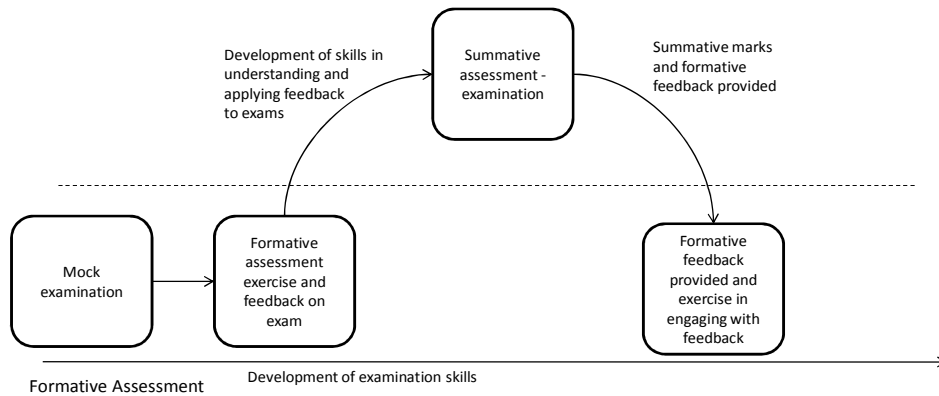 Development of skills in
understanding and
applying feedback
to exams
Summative
assessment -
examination
Summative marks
and formative
feedback provided
Mock
examination
Formative
assessment
exercise and
feedback on
exam
Formative
feedback
provided and
exercise in
engaging with
feedback
Formative Assessment
Development of examination skills